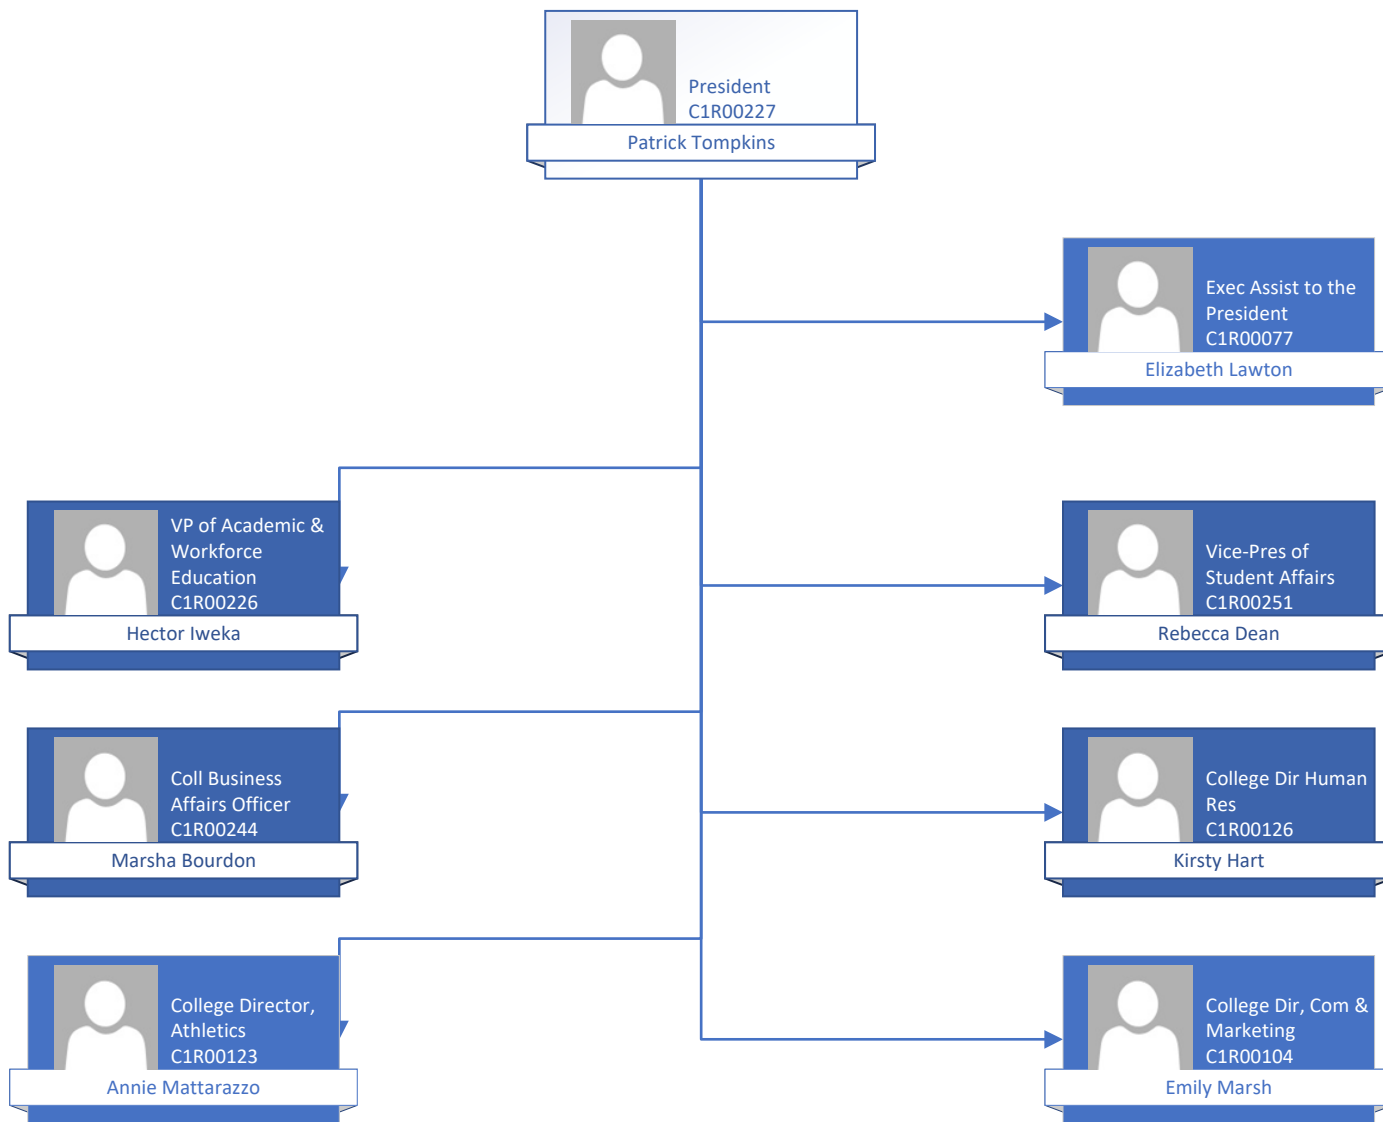 President
C1R00227
Patrick Tompkins
Exec Assist to the
President
C1R00077
Elizabeth Lawton
VP of Academic &
Workforce
Education
C1R00226
Hector Iweka
Vice-Pres of
Student Affairs
C1R00251
Rebecca Dean
Coll Business
Affairs Officer
C1R00244
Marsha Bourdon
College Dir Human
Res
C1R00126
Kirsty Hart
College Director,
Athletics
C1R00123
Annie Mattarazzo
College Dir, Com &
Marketing
C1R00104
Emily Marsh